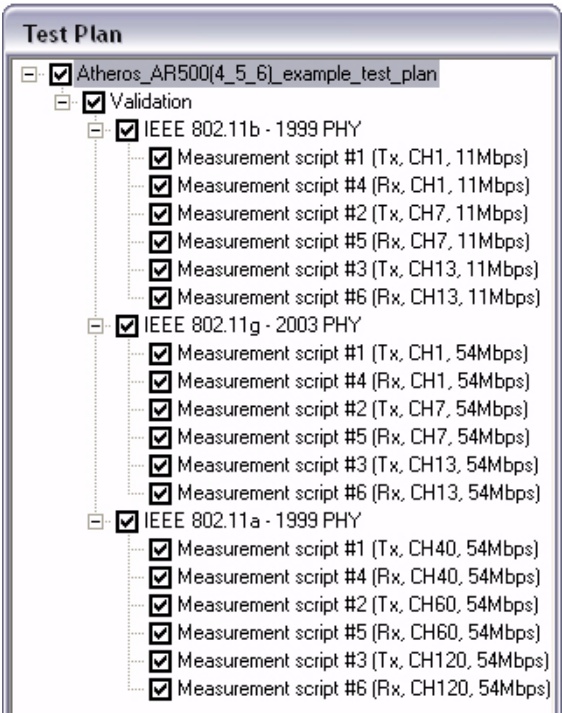 Test Plan
Atheros_AR500(4_5_6)_example_test_plan
Validation
IEEE 802.11b - 1999 PHY
Measurement script #1 (Tx, CH1, 11Mbps)
Measurement script #4 (Rx, CH1, 11Mbps)
Measurement script #2 (Tx, CH7, 11Mbps)
Measurement script #5 (Rx, CH7, 11Mbps)
Measurement script #3 (Tx, CH13, 11Mbps)
Measurement script #6 (Rx, CH13, 11Mbps)
IEEE 802.11g - 2003 PHY
Measurement script #1 (Tx, CH1, 54Mbps)
Measurement script #4 (Rx, CH1, 54Mbps)
Measurement script #2 (Tx, CH7, 54Mbps)
Measurement script #5 (Rx, CH7, 54Mbps)
Measurement script #3 (Tx, CH13, 54Mbps)
Measurement script #6 (Rx, CH13, 54Mbps)
IEEE 802.11a - 1999 PHY
Measurement script #1 (Tx, CH40, 54Mbps)
Measurement script #4 (Rx, CH40, 54Mbps)
Measurement script #2 (Tx, CH60, 54Mbps)
Measurement script #5 (Rx, CH60, 54Mbps)
Measurement script #3 (Tx, CH120, 54Mbps)
Measurement script #6 (Rx, CH120, 54Mbps)